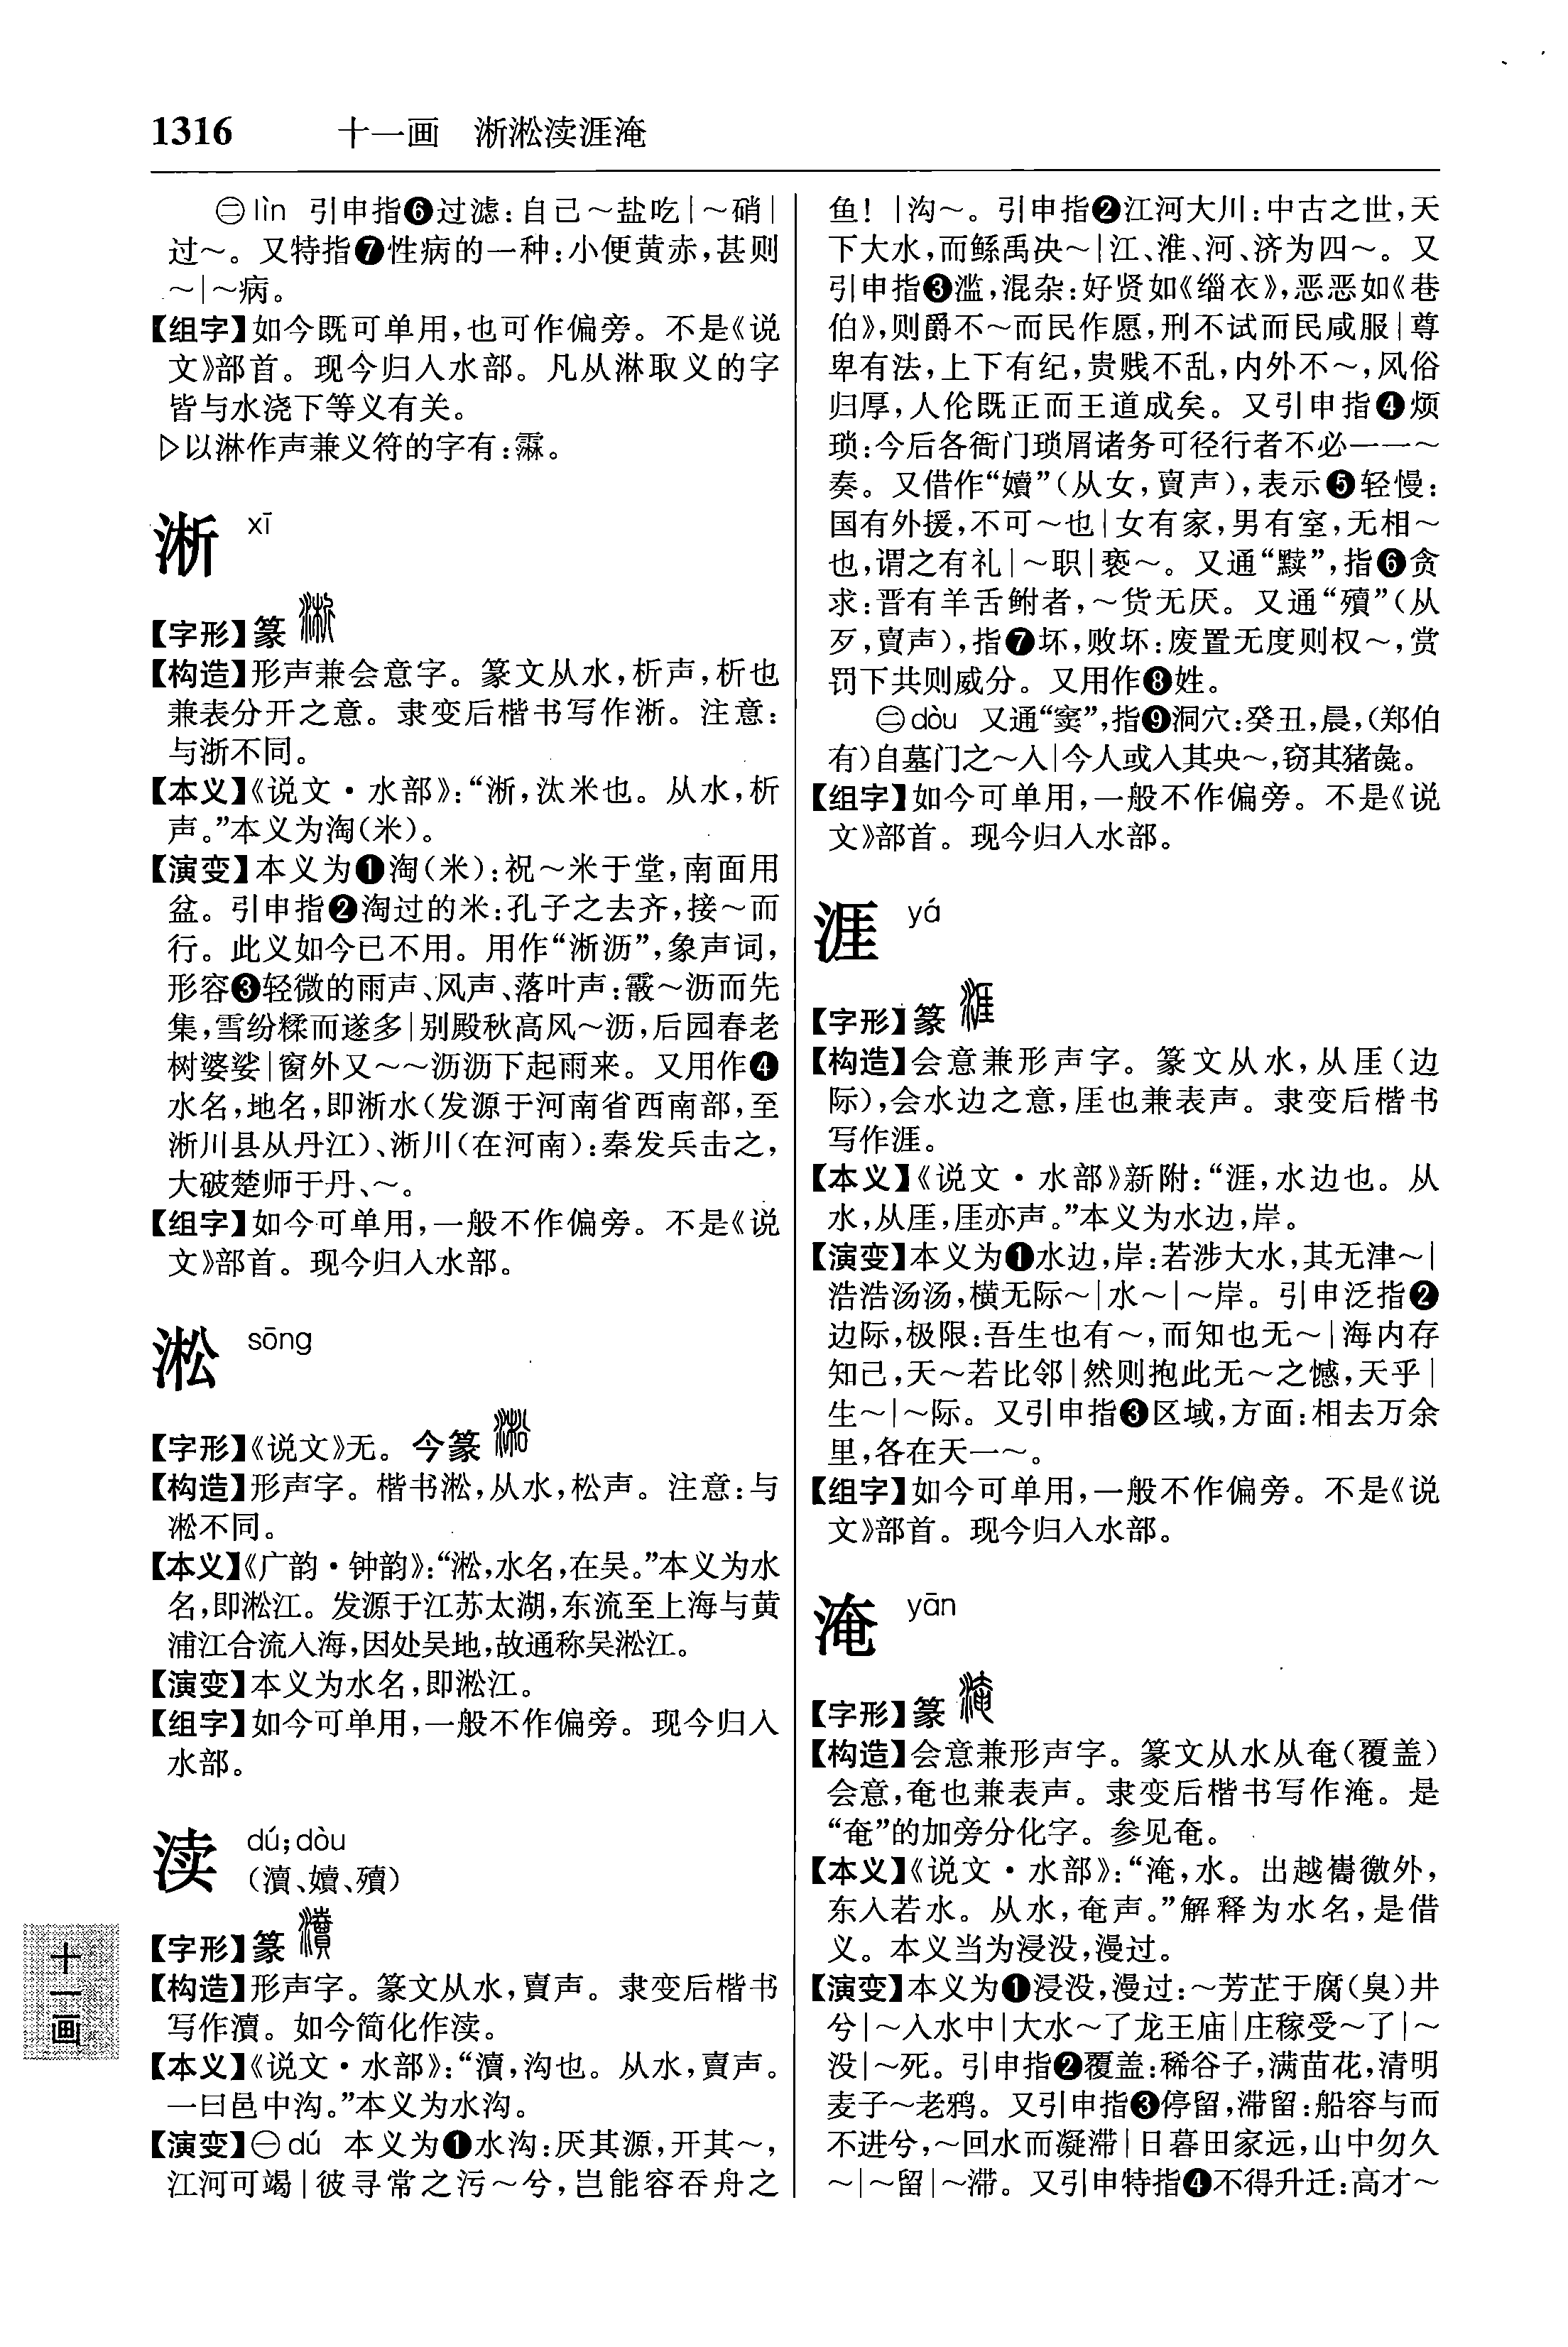 1316 十一画 淅淞渎涯淹
㊁lìn 引申指❻过滤:自己～盐吃|～硝|
过～。又特指❼性病的一种:小便黄赤,甚则
～|～病。
【组字】如今既可单用,也可作偏旁。不是《说
文》部首。现今归入水部。凡从淋取义的字
皆与水浇下等义有关。
▷以淋作声兼义符的字有:霖。
淅 xī
【字形】篆
【构造】形声兼会意字。篆文从水,析声,析也
兼表分开之意。隶变后楷书写作淅。注意:
与浙不同。
【本义】《说文·水部》:“淅,汰米也。从水,析
声。”本义为淘(米)。
【演变】本义为❶淘(米):祝～米于堂,南面用
盆。引申指❷淘过的米:孔子之去齐,接～而
行。此义如今已不用。用作“淅沥”,象声词,
形容❸轻微的雨声、风声、落叶声:霰～沥而先
集,雪纷糅而遂多|别殿秋高风～沥,后园春老
树婆娑|窗外又～～沥沥下起雨来。又用作❹
水名,地名,即淅水(发源于河南省西南部,至
淅川县从丹江)、淅川(在河南):秦发兵击之,
大破楚师于丹、～。
【组字】如今可单用,一般不作偏旁。不是《说
文》部首。现今归入水部。
淞 sōng
【字形】《说文》无。今篆
【构造】形声字。楷书淞,从水,松声。注意:与
凇不同。
【本义】《广韵·钟韵》:“淞,水名,在吴。”本义为水
名,即淞江。发源于江苏太湖,东流至上海与黄
浦江合流入海,因处吴地,故通称吴淞江。
【演变】本义为水名,即淞江。
【组字】如今可单用,一般不作偏旁。现今归入
水部。
渎 dú;dòu
(瀆、嬻、殰)
【字形】篆
【构造】形声字。篆文从水,𧶠声。隶变后楷书
写作瀆。如今简化作渎。
【本义】《说文·水部》:“瀆,沟也。从水,𧶠声。
一曰邑中沟。”本义为水沟。
【演变】㊀dú 本义为❶水沟:厌其源,开其～,
江河可竭|彼寻常之污～兮,岂能容吞舟之
鱼!|沟～。引申指❷江河大川:中古之世,天
下大水,而鲧禹决～|江、淮、河、济为四～。又
引申指❸滥,混杂:好贤如《缁衣》,恶恶如《巷
伯》,则爵不～而民作愿,刑不试而民咸服|尊
卑有法,上下有纪,贵贱不乱,内外不～,风俗
归厚,人伦既正而王道成矣。又引申指❹烦
琐:今后各衙门琐屑诸务可径行者不必一一～
奏。又借作“嬻”(从女,𧶠声),表示❺轻慢:
国有外援,不可～也|女有家,男有室,无相～
也,谓之有礼|～职|亵～。又通“黩”,指❻贪
求:晋有羊舌鲋者,～货无厌。又通“殰”(从
歹,𧶠声),指❼坏,败坏:废置无度则权～,赏
罚下共则威分。又用作❽姓。
㊁dòu 又通“窦”,指❾洞穴:癸丑,晨,(郑伯
有)自墓门之～入|今人或入其央～,窃其猪彘。
【组字】如今可单用,一般不作偏旁。不是《说
文》部首。现今归入水部。
涯 yá
【字形】篆
【构造】会意兼形声字。篆文从水,从厓(边
际),会水边之意,厓也兼表声。隶变后楷书
写作涯。
【本义】《说文·水部》新附:“涯,水边也。从
水,从厓,厓亦声。”本义为水边,岸。
【演变】本义为❶水边,岸:若涉大水,其无津～|
浩浩汤汤,横无际～|水～|～岸。引申泛指❷
边际,极限:吾生也有～,而知也无～|海内存
知己,天～若比邻|然则抱此无～之憾,天乎|
生～|～际。又引申指❸区域,方面:相去万余
里,各在天一～。
【组字】如今可单用,一般不作偏旁。不是《说
文》部首。现今归入水部。
淹 yān
【字形】篆
【构造】会意兼形声字。篆文从水从奄(覆盖)
会意,奄也兼表声。隶变后楷书写作淹。是
“奄”的加旁分化字。参见奄。
【本义】《说文·水部》:“淹,水。出越巂徼外,
东入若水。从水,奄声。”解释为水名,是借
义。本义当为浸没,漫过。
【演变】本义为❶浸没,漫过:～芳芷于腐(臭)井
兮|～入水中|大水～了龙王庙|庄稼受～了|～
没|～死。引申指❷覆盖:稀谷子,满苗花,清明
麦子～老鸦。又引申指❸停留,滞留:船容与而
不进兮,～回水而凝滞|日暮田家远,山中勿久
～|～留|～滞。又引申特指❹不得升迁:高才～
十一画